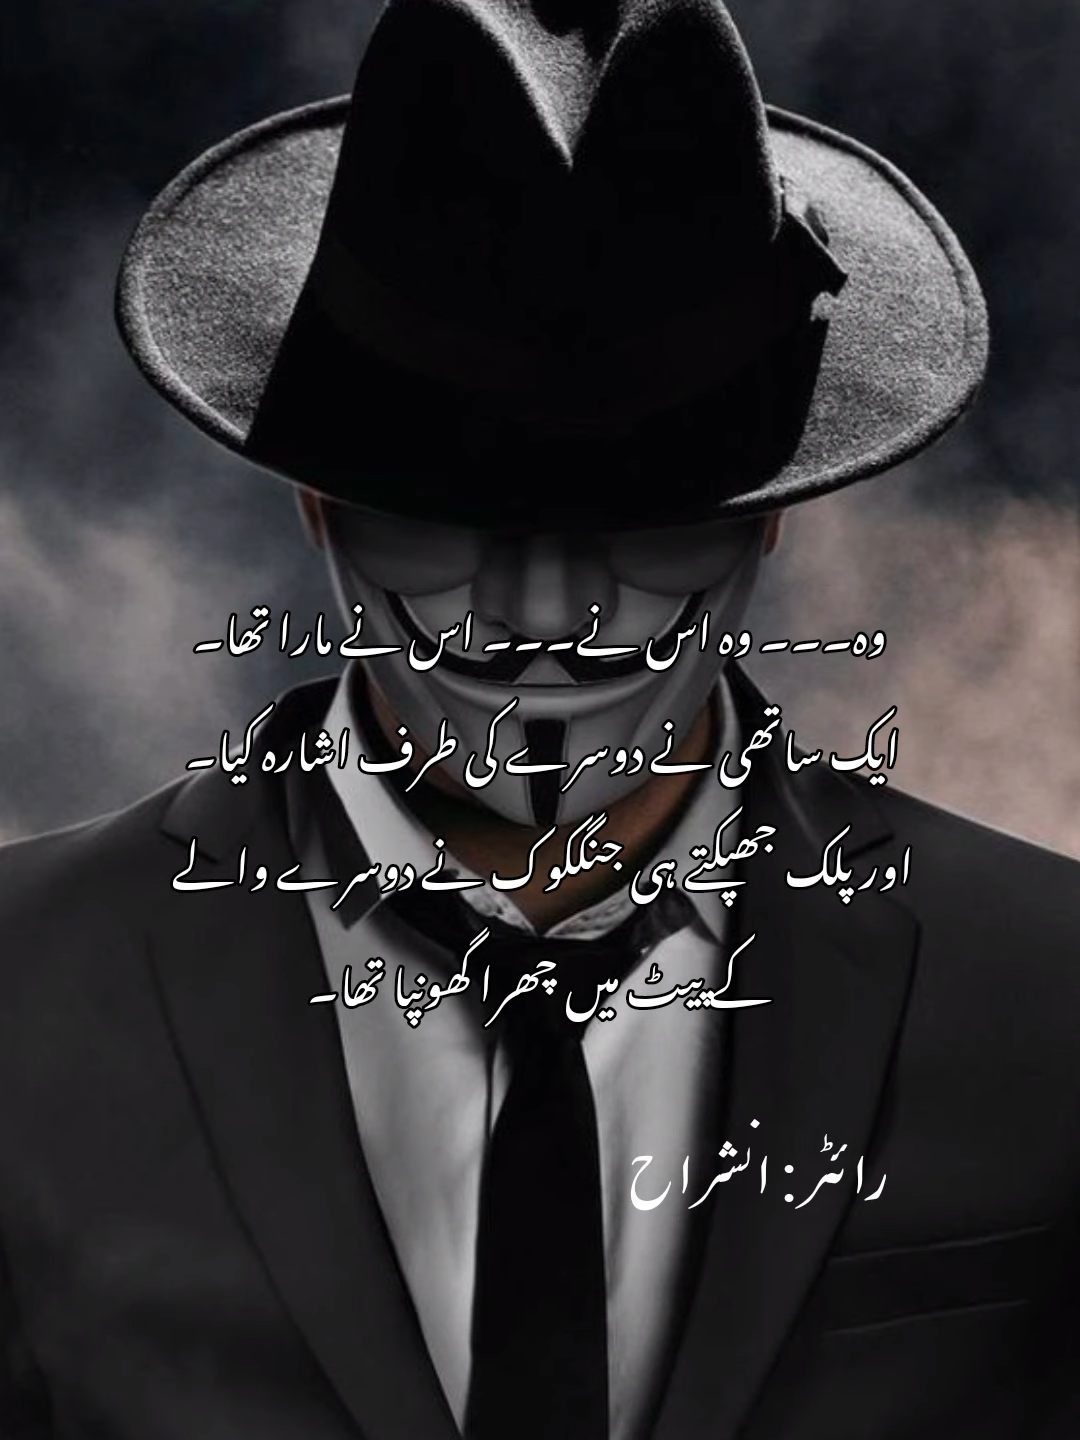 وہ۔۔۔ وہ اس نے۔۔۔ اس نے مارا تھا۔
ایک ساتھی نے دوسرے کی طرف اشارہ کیا۔
اور پلک جھپکتے ہی جنگکوک نے دوسرے والے
کے پیٹ میں چھرا گھونپا تھا۔
رائٹر: انشراح